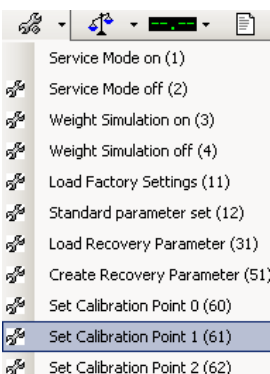 Service Mode on (1)
Service Mode off (2)
Weight Simulation on (3)
Weight Simulation off (4)
Load Factory Settings (11)
Standard parameter set (12)
Load Recovery Parameter (31)
Create Recovery Parameter (51)
Set Calibration Point 0 (60)
Set Calibration Point 1 (61)
Set Calibration Point 2 (62)